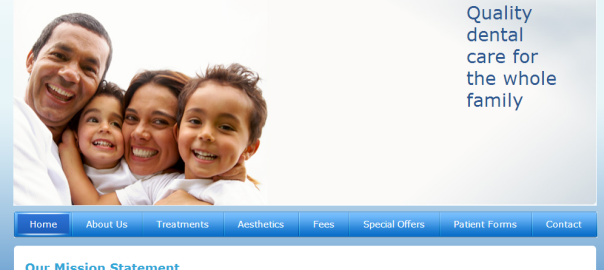 Quality
dental
care for
the whole
family
Home About Us Treatments Aesthetics Fees Special Offers Patient Forms Contact
Our Mission Statement